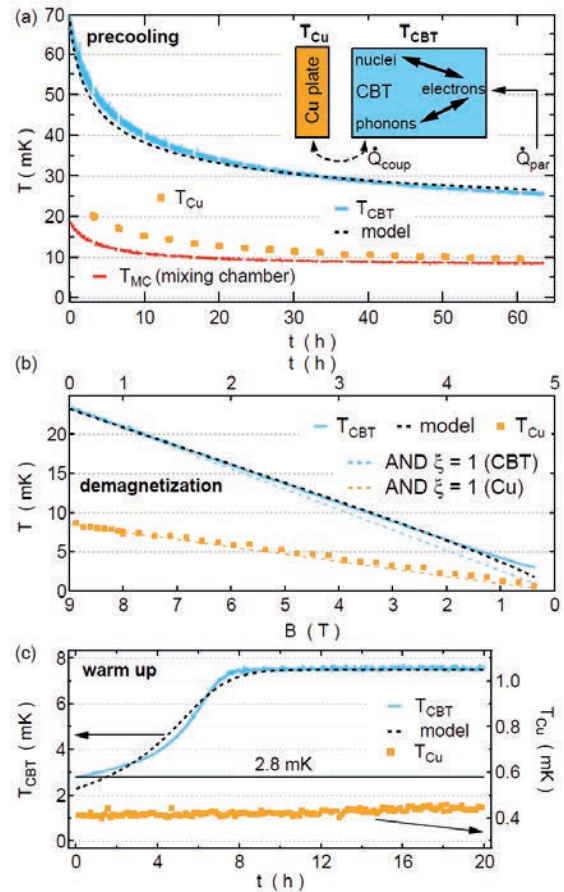 (a)
precooling
T (mK)
70
60
50
40
30
20
10
0
T_Cu
T_CBT
Cu plate
nuclei
CBT
electrons
phonons
Q̇_coup
Q̇_par
T_Cu
T_CBT
model
T_MC (mixing chamber)
0 10 20 30 40 50 60
t (h)
t (h)
(b)
0 1 2 3 4 5
T (mK)
20
15
10
5
0
T_CBT model T_Cu
AND ξ = 1 (CBT)
AND ξ = 1 (Cu)
demagnetization
9 8 7 6 5 4 3 2 1 0
B (T)
(c)
warm up
T_CBT (mK)
8
6
4
2
0
T_CBT
model
T_Cu
2.8 mK
1.0
0.8
0.6
0.4
T_Cu (mK)
0 4 8 12 16 20
t (h)